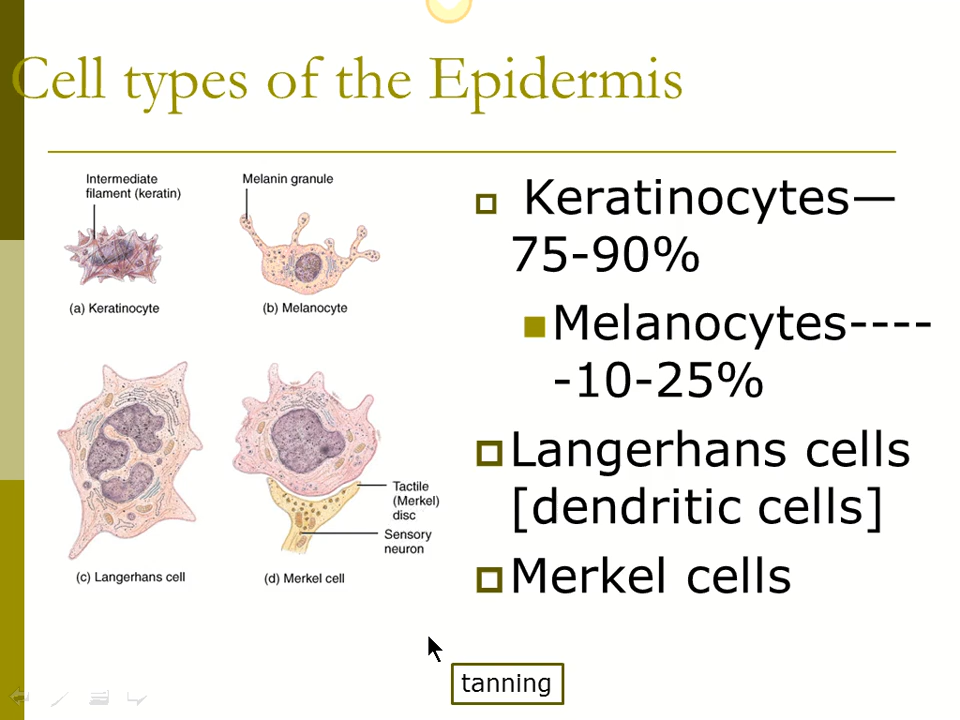 Cell types of the Epidermis
Intermediate
filament (keratin)
Melanin granule
(a) Keratinocyte
(b) Melanocyte
Tactile
(Merkel)
disc
Sensory
neuron
(c) Langerhans cell
(d) Merkel cell
Keratinocytes—
75-90%
Melanocytes----
-10-25%
Langerhans cells
[dendritic cells]
Merkel cells
tanning